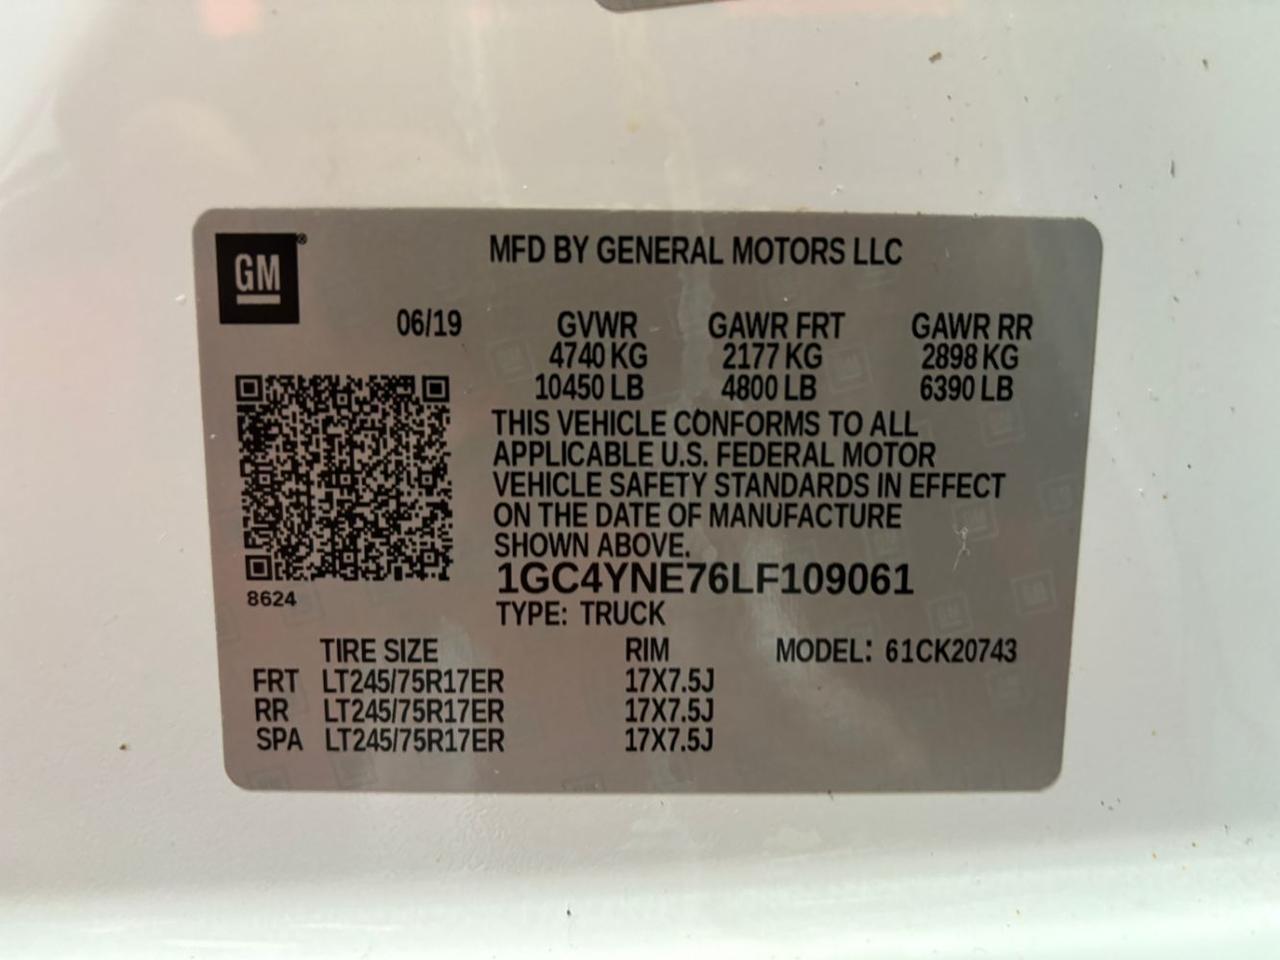 GM®
MFD BY GENERAL MOTORS LLC
06/19 GVWR GAWR FRT GAWR RR
4740 KG 2177 KG 2898 KG
10450 LB 4800 LB 6390 LB
THIS VEHICLE CONFORMS TO ALL
APPLICABLE U.S. FEDERAL MOTOR
VEHICLE SAFETY STANDARDS IN EFFECT
ON THE DATE OF MANUFACTURE
SHOWN ABOVE.
1GC4YNE76LF109061
8624
TYPE: TRUCK
TIRE SIZE RIM MODEL: 61CK20743
FRT LT245/75R17ER 17X7.5J
RR LT245/75R17ER 17X7.5J
SPA LT245/75R17ER 17X7.5J